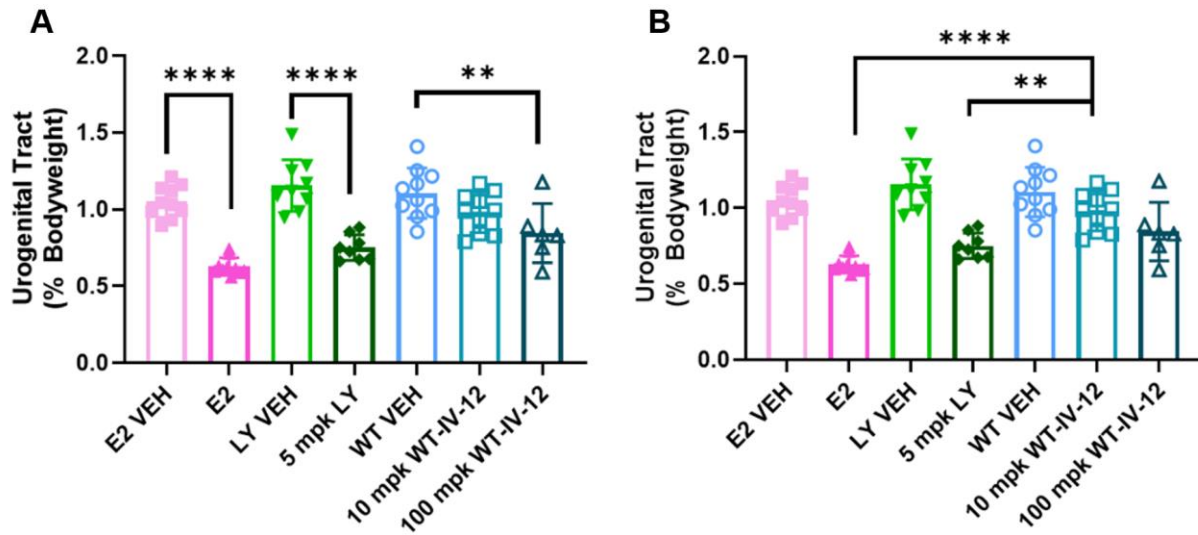 A
Urogenital Tract
(% Bodyweight)
2.0
1.5
1.0
0.5
0.0
****
****
**
E2 VEH
E2
LY VEH
5 mpk LY
WT VEH
10 mpk WT-IV-12
100 mpk WT-IV-12
B
Urogenital Tract
(% Bodyweight)
2.0
1.5
1.0
0.5
0.0
****
**
E2 VEH
E2
LY VEH
5 mpk LY
WT VEH
10 mpk WT-IV-12
100 mpk WT-IV-12